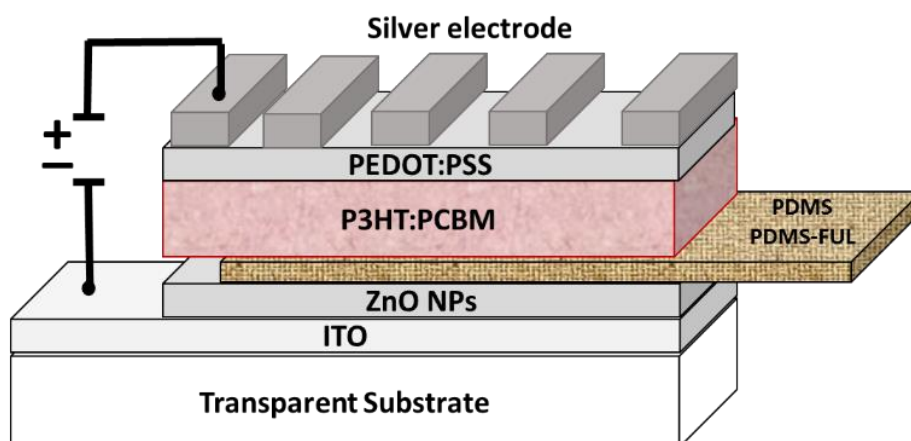 Silver electrode
+
−
PEDOT:PSS
P3HT:PCBM
PDMS
PDMS-FUL
ZnO NPs
ITO
Transparent Substrate